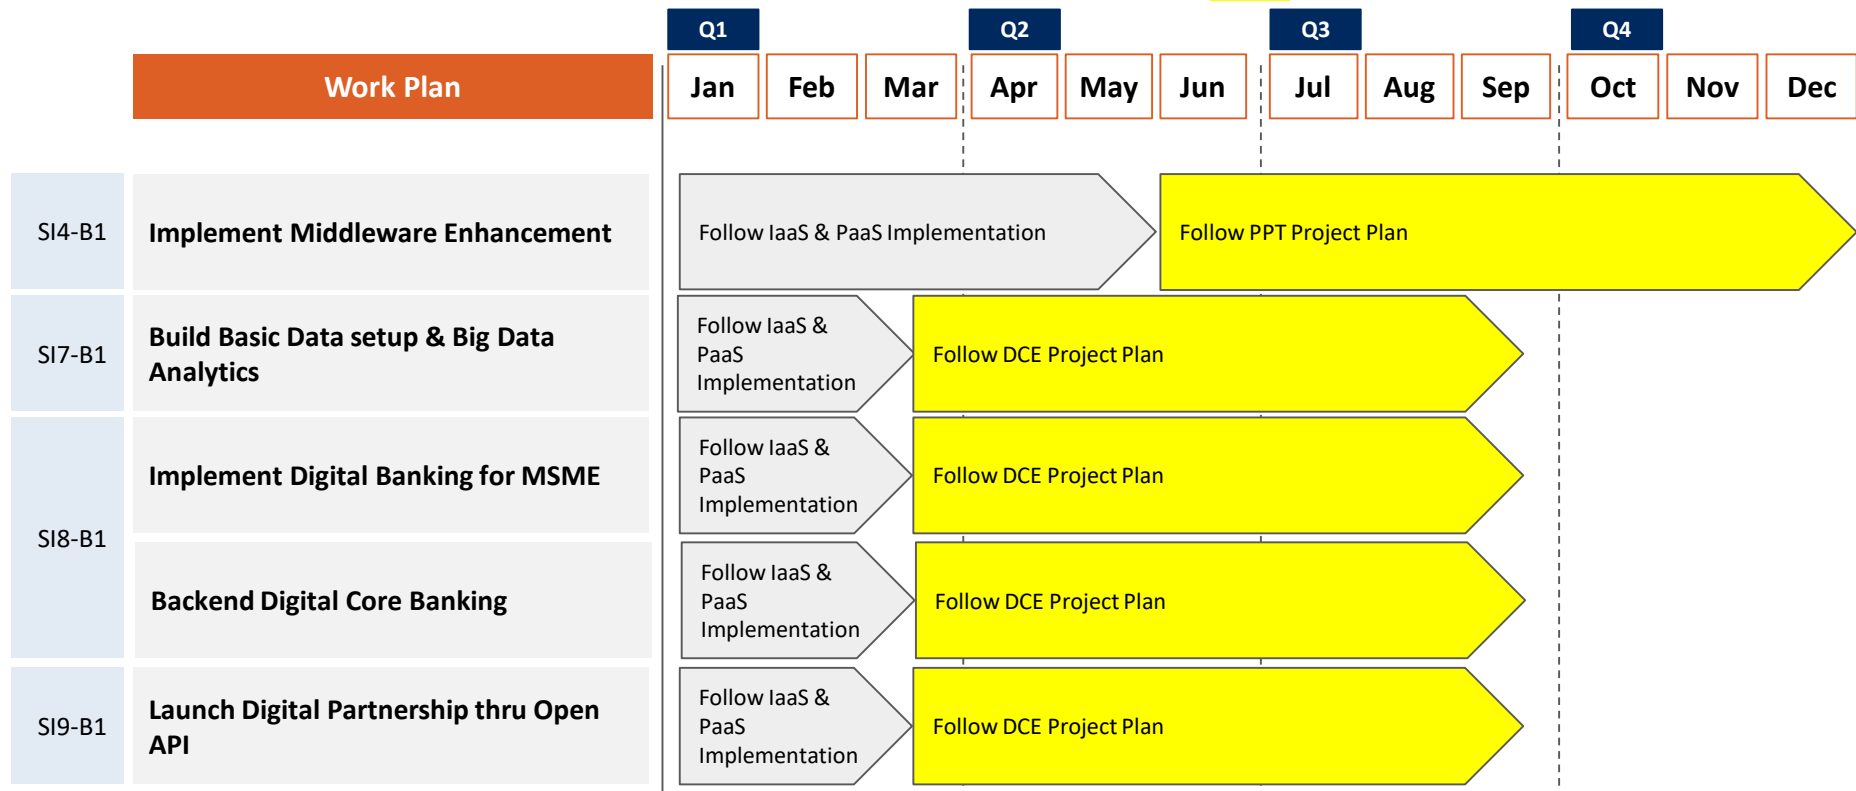 Q1
Q2
Q3
Q4
Work Plan
Jan
Feb
Mar
Apr
May
Jun
Jul
Aug
Sep
Oct
Nov
Dec
SI4-B1
Implement Middleware Enhancement
Follow IaaS & PaaS Implementation
Follow PPT Project Plan
SI7-B1
Build Basic Data setup & Big Data
Analytics
Follow IaaS &
PaaS
Implementation
Follow DCE Project Plan
SI8-B1
Implement Digital Banking for MSME
Follow IaaS &
PaaS
Implementation
Follow DCE Project Plan
Backend Digital Core Banking
Follow IaaS &
PaaS
Implementation
Follow DCE Project Plan
SI9-B1
Launch Digital Partnership thru Open
API
Follow IaaS &
PaaS
Implementation
Follow DCE Project Plan